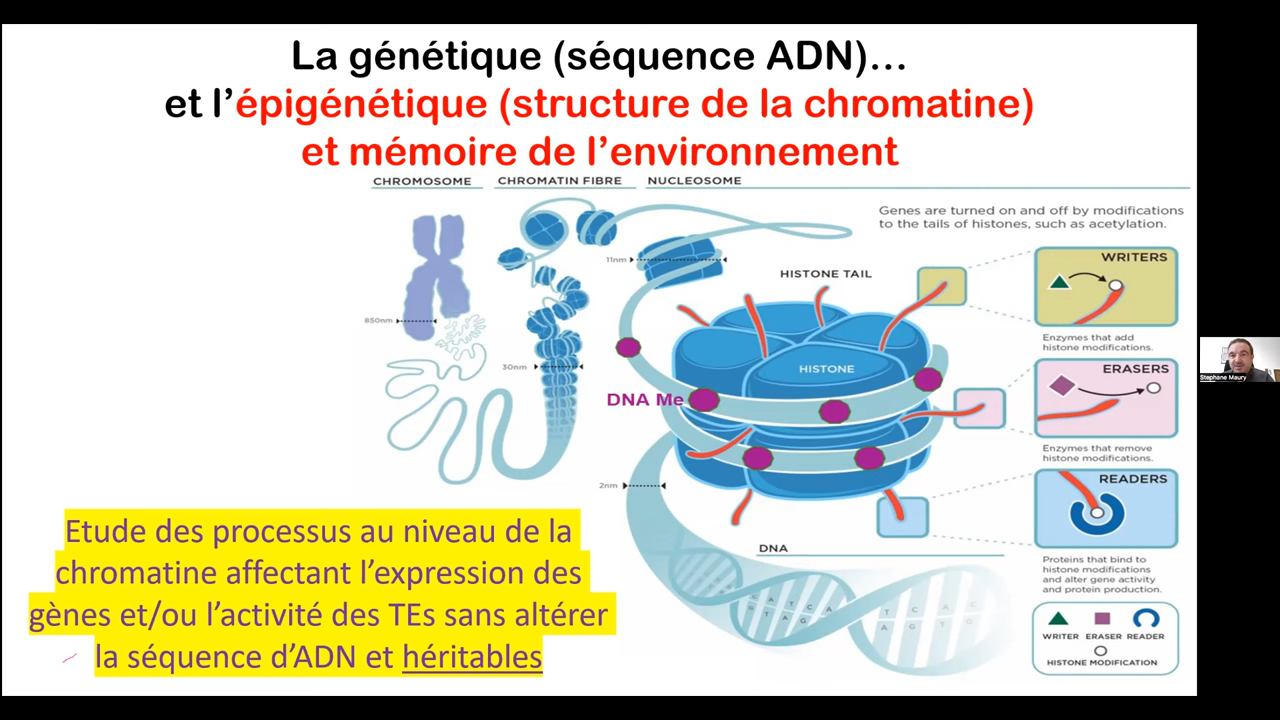 La génétique (séquence ADN)...
et l'épigénétique (structure de la chromatine)
et mémoire de l'environnement
CHROMOSOME
CHROMATIN FIBRE
NUCLEOSOME
Genes are turned on and off by modifications
to the tails of histones, such as acetylation.
11nm
HISTONE TAIL
WRITERS
850nm
Enzymes that add
histone modifications.
30nm
HISTONE
ERASERS
DNA Me
Enzymes that remove
histone modifications.
2nm
READERS
DNA
Proteins that bind to
histone modifications
and alter gene activity
and protein production.
C A T C A
G T A G T
T C A C
A G T G
WRITER ERASER READER
HISTONE MODIFICATION
Etude des processus au niveau de la
chromatine affectant l'expression des
gènes et/ou l'activité des TEs sans altérer
la séquence d'ADN et héritables
Stephane Maury